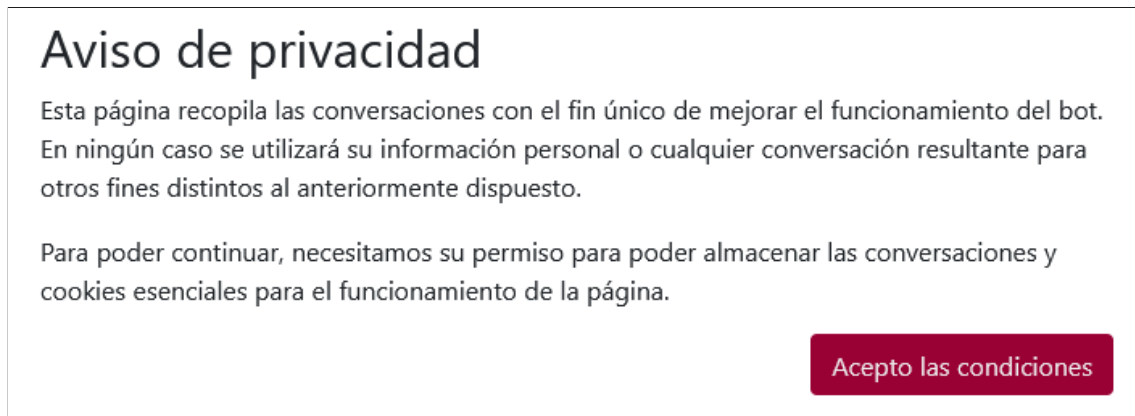 Aviso de privacidad
Esta página recopila las conversaciones con el fin único de mejorar el funcionamiento del bot.
En ningún caso se utilizará su información personal o cualquier conversación resultante para
otros fines distintos al anteriormente dispuesto.
Para poder continuar, necesitamos su permiso para poder almacenar las conversaciones y
cookies esenciales para el funcionamiento de la página.
Acepto las condiciones